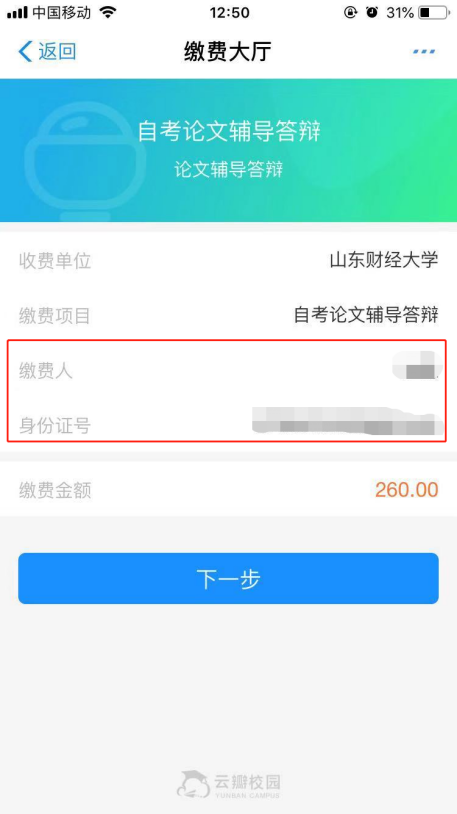 中国移动 12:50 31%
返回 缴费大厅
自考论文辅导答辩
论文辅导答辩
收费单位 山东财经大学
缴费项目 自考论文辅导答辩
缴费人
身份证号
缴费金额 260.00
下一步
云瓣校园
YUNBAN CAMPUS